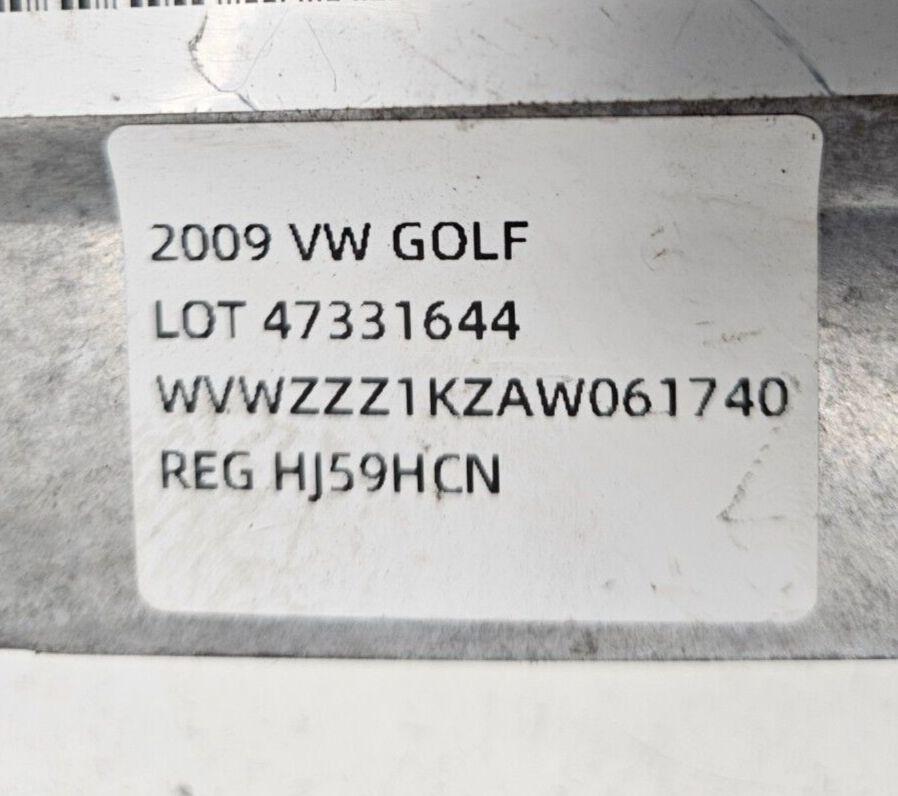 2009 VW GOLF
LOT 47331644
WVWZZZ1KZAW061740
REG HJ59HCN